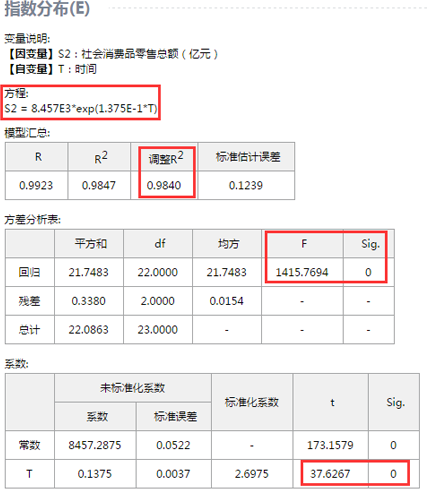 指数分布(E)
变量说明:
【因变量】S2：社会消费品零售总额（亿元）
【自变量】T：时间
方程:
S2 = 8.457E3*exp(1.375E-1*T)
模型汇总:
R R2 调整R2 标准估计误差
0.9923 0.9847 0.9840 0.1239
方差分析表:
平方和 df 均方 F Sig.
回归 21.7483 22.0000 21.7483 1415.7694 0
残差 0.3380 2.0000 0.0154 - -
总计 22.0863 23.0000 - - -
系数:
未标准化系数 标准化系数 t Sig.
系数 标准误差
常数 8457.2875 0.0522 - 173.1579 0
T 0.1375 0.0037 2.6975 37.6267 0